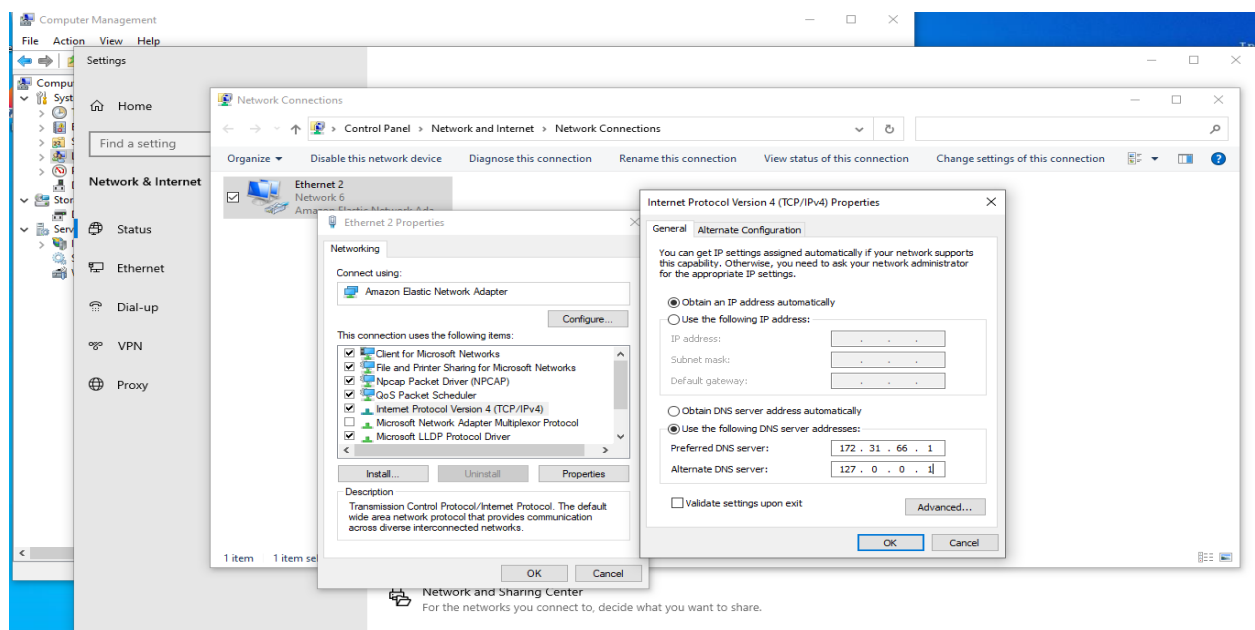 Computer Management
File Action View Help
Settings
Compu
Syst
Home
Network Connections
Control Panel > Network and Internet > Network Connections
Find a setting
Organize Disable this network device Diagnose this connection Rename this connection View status of this connection Change settings of this connection
Network & Internet
Ethernet 2
Network 6
Amazon Elastic Network Ada
Stor
Serv
Status
Ethernet
Dial-up
VPN
Proxy
Ethernet 2 Properties
Networking
Connect using:
Amazon Elastic Network Adapter
Configure...
This connection uses the following items:
Client for Microsoft Networks
File and Printer Sharing for Microsoft Networks
Npcap Packet Driver (NPCAP)
QoS Packet Scheduler
Internet Protocol Version 4 (TCP/IPv4)
Microsoft Network Adapter Multiplexor Protocol
Microsoft LLDP Protocol Driver
Install... Uninstall Properties
Description
Transmission Control Protocol/Internet Protocol. The default
wide area network protocol that provides communication
across diverse interconnected networks.
OK Cancel
Internet Protocol Version 4 (TCP/IPv4) Properties
General Alternate Configuration
You can get IP settings assigned automatically if your network supports
this capability. Otherwise, you need to ask your network administrator
for the appropriate IP settings.
Obtain an IP address automatically
Use the following IP address:
IP address: . . .
Subnet mask: . . .
Default gateway: . . .
Obtain DNS server address automatically
Use the following DNS server addresses:
Preferred DNS server: 172 . 31 . 66 . 1
Alternate DNS server: 127 . 0 . 0 . 1
Validate settings upon exit
Advanced...
OK Cancel
1 item 1 item sel
Network and Sharing Center
For the networks you connect to, decide what you want to share.